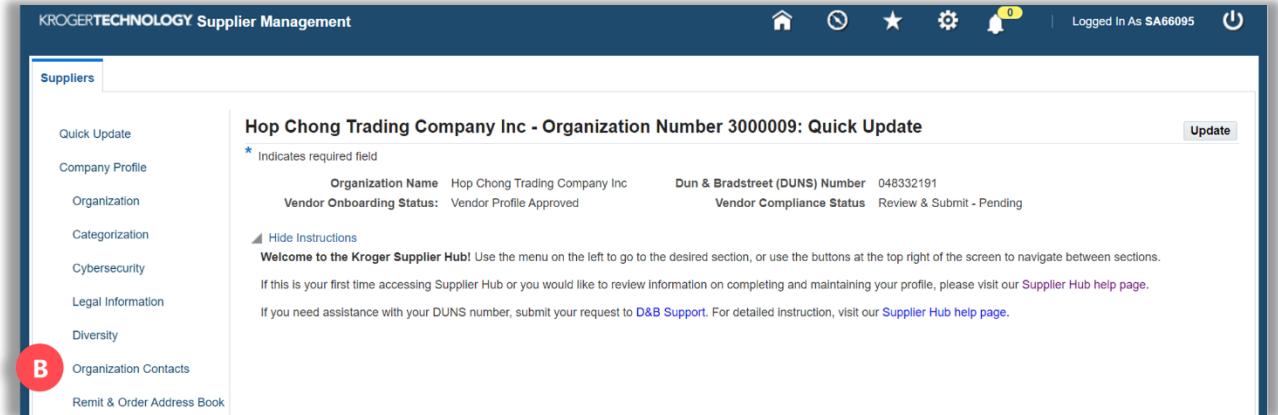 KROGERTECHNOLOGY Supplier Management
0
Logged In As SA66095
Suppliers
Quick Update
Company Profile
Organization
Categorization
Cybersecurity
Legal Information
Diversity
B
Organization Contacts
Remit & Order Address Book
Hop Chong Trading Company Inc - Organization Number 3000009: Quick Update
Update
* Indicates required field
Organization Name Hop Chong Trading Company Inc Dun & Bradstreet (DUNS) Number 048332191
Vendor Onboarding Status: Vendor Profile Approved Vendor Compliance Status Review & Submit - Pending
Hide Instructions
Welcome to the Kroger Supplier Hub! Use the menu on the left to go to the desired section, or use the buttons at the top right of the screen to navigate between sections.
If this is your first time accessing Supplier Hub or you would like to review information on completing and maintaining your profile, please visit our Supplier Hub help page.
If you need assistance with your DUNS number, submit your request to D&B Support. For detailed instruction, visit our Supplier Hub help page.